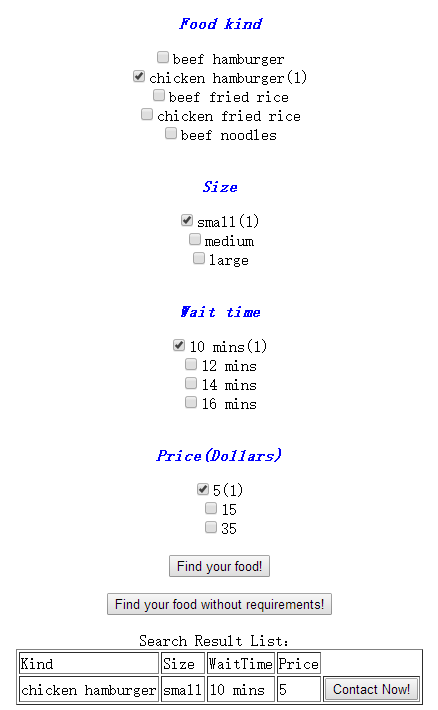 Food kind
beef hamburger
chicken hamburger(1)
beef fried rice
chicken fried rice
beef noodles
Size
small(1)
medium
large
Wait time
10 mins(1)
12 mins
14 mins
16 mins
Price(Dollars)
5(1)
15
35
Find your food!
Find your food without requirements!
Search Result List:
Kind Size WaitTime Price
chicken hamburger small 10 mins 5 Contact Now!